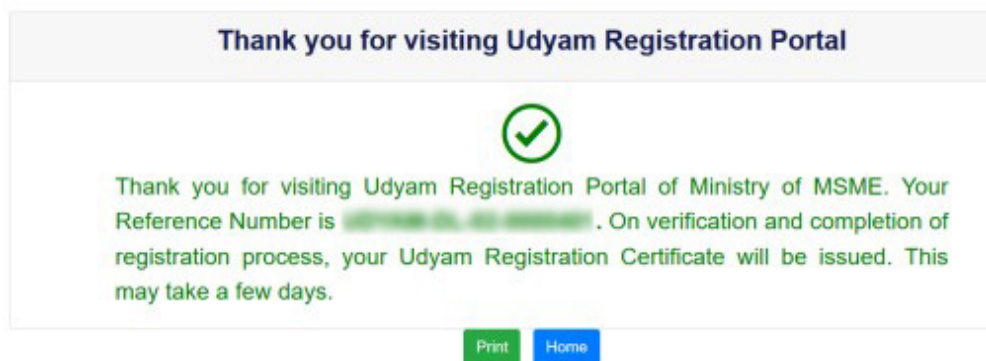 Thank you for visiting Udyam Registration Portal
Thank you for visiting Udyam Registration Portal of Ministry of MSME. Your
Reference Number is . On verification and completion of
registration process, your Udyam Registration Certificate will be issued. This
may take a few days.
Print Home